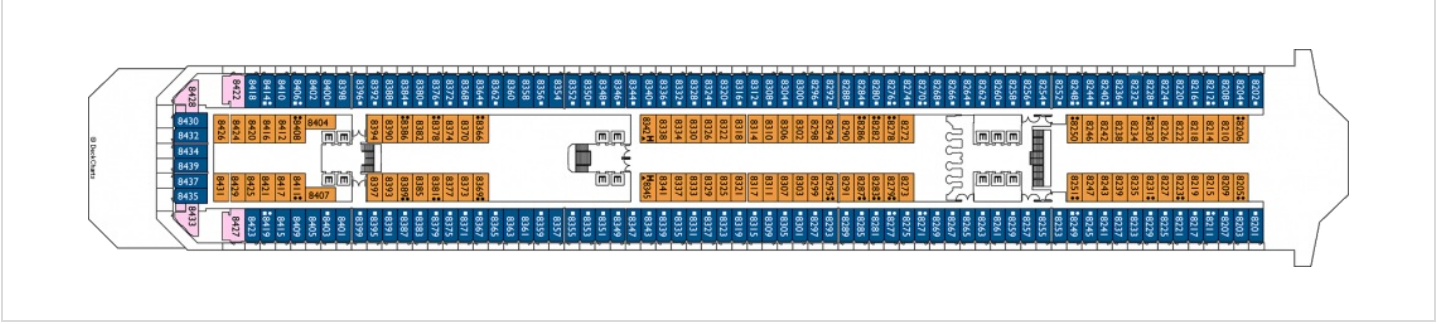 8428 8422 8418 8414 8410 8406 8402 8400 8398 8396 8392 8388 8384 8380 8376 8372 8368 8364 8362 8360 8358 8356 8354 8352 8350 8348 8346 8344 8340 8336 8332 8328 8324 8320 8316 8312 8308 8304 8300 8296 8292 8288 8284 8280 8276 8274 8270 8268 8266 8264 8262 8260 8258 8256 8254 8252 8248 8244 8240 8236 8232 8228 8224 8220 8216 8212 8208 8204 8202
8430 8426 8424 8420 8416 8412 8408 8404 8394 8390 8386 8382 8378 8374 8370 8366 8342 H 8338 8334 8330 8326 8322 8318 8314 8310 8306 8302 8298 8294 8290 8286 8282 8278 8272 8250 8246 8242 8238 8234 8230 8226 8222 8218 8214 8210 8206
8432
E E E E E E E
© DeckCharts
8434
8439
E E E E E E E
8437 8431 8429 8425 8421 8417 8411 8397 8393 8389 8385 8381 8377 8373 8369 8345 H 8341 8337 8333 8329 8325 8321 8317 8311 8307 8303 8299 8295 8291 8287 8283 8279 8273 8251 8247 8243 8239 8235 8231 8227 8223 8219 8215 8209 8205
8435 8407
8433 8427 8423 8419 8415 8409 8405 8403 8401 8399 8395 8391 8387 8383 8379 8375 8371 8367 8365 8363 8361 8359 8357 8355 8353 8351 8349 8347 8343 8339 8335 8331 8327 8323 8319 8315 8309 8305 8301 8297 8293 8289 8285 8281 8277 8275 8271 8269 8267 8265 8263 8261 8259 8257 8255 8253 8249 8245 8241 8237 8233 8229 8225 8221 8217 8211 8207 8203 8201